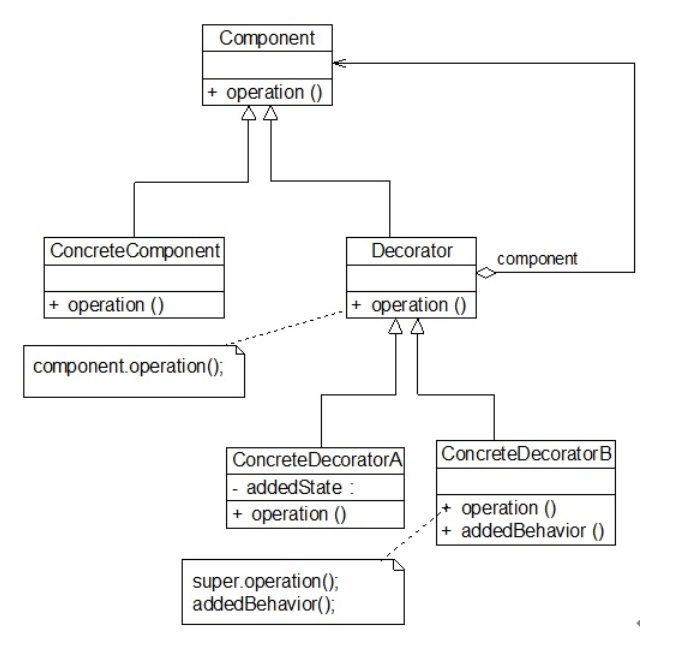 Component
+ operation ()
ConcreteComponent
+ operation ()
Decorator
+ operation ()
component
component.operation();
ConcreteDecoratorA
- addedState :
+ operation ()
ConcreteDecoratorB
+ operation ()
+ addedBehavior ()
super.operation();
addedBehavior();